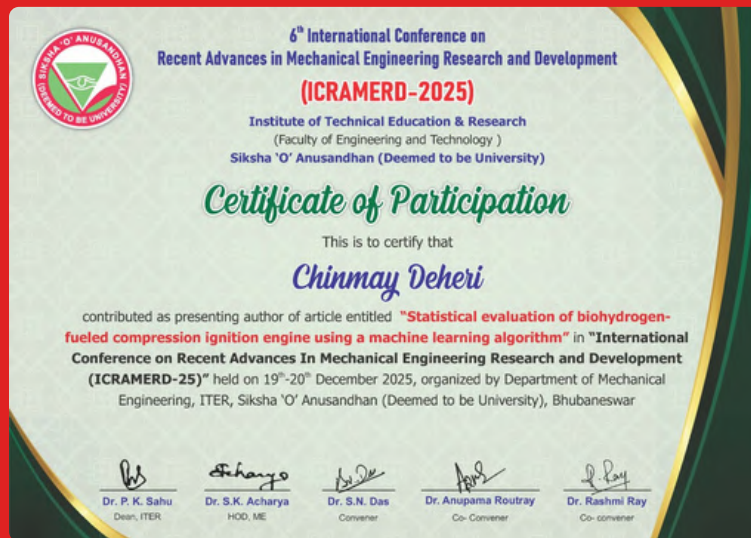 SIKSHA 'O' ANUSANDHAN
(DEEMED TO BE UNIVERSITY)
6th International Conference on
Recent Advances in Mechanical Engineering Research and Development
(ICRAMERD-2025)
Institute of Technical Education & Research
(Faculty of Engineering and Technology )
Siksha 'O' Anusandhan (Deemed to be University)
Certificate of Participation
This is to certify that
Chinmay Deheri
contributed as presenting author of article entitled "Statistical evaluation of biohydrogen-
fueled compression ignition engine using a machine learning algorithm" in "International
Conference on Recent Advances In Mechanical Engineering Research and Development
(ICRAMERD-25)" held on 19th-20th December 2025, organized by Department of Mechanical
Engineering, ITER, Siksha 'O' Anusandhan (Deemed to be University), Bhubaneswar
Dr. P. K. Sahu Dr. S.K. Acharya Dr. S.N. Das Dr. Anupama Routray Dr. Rashmi Ray
Dean, ITER HOD, ME Convener Co- Convener Co- convener